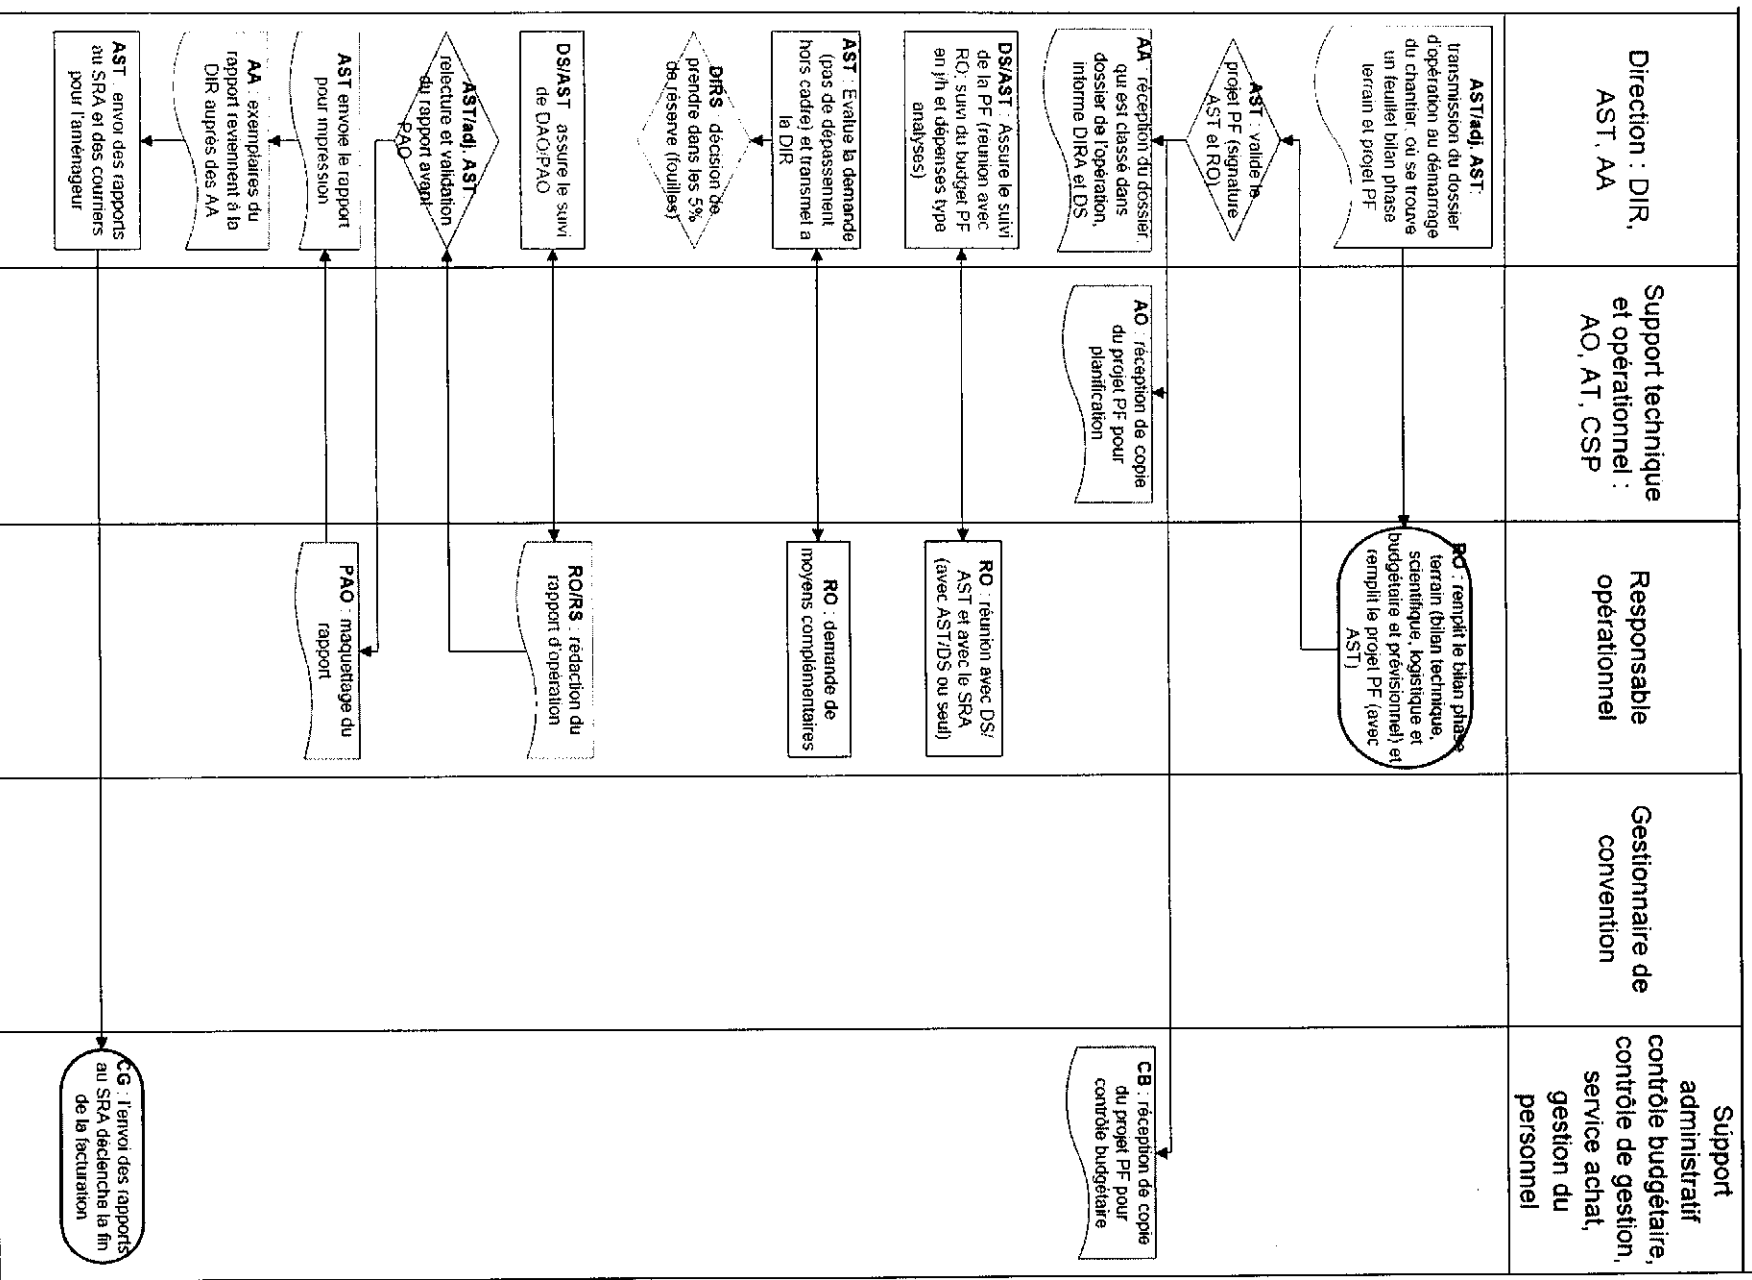 Direction : DIR,
AST, AA
Support technique
et opérationnel :
AO, AT, CSP
Responsable
opérationnel
Gestionnaire de
convention
Support
administratif
contrôle budgétaire,
contrôle de gestion,
service achat,
gestion du
personnel
AST/adj. AST:
transmission du dossier
d'opération au démarrage
du chantier, où se trouve
un feuillet bilan phase
terrain et projet PF
RO : remplit le bilan phase
terrain (bilan technique,
scientifique, logistique et
budgétaire et prévisionnel) et
remplit le projet PF (avec
AST)
AST : valide le
projet PF (signature
AST et RO)
AA : réception du dossier
qui est classé dans
dossier de l'opération,
informe DIRA et DS
AO : réception de copie
du projet PF pour
planification
CB : réception de copie
du projet PF pour
contrôle budgétaire
DS/AST : Assure le suivi
de la PF (réunion avec
RO: suivi du budget PF
en j/h et dépenses type
analyses)
RO : réunion avec DS/
AST et avec le SRA
(avec AST/DS ou seul)
AST : Evalue la demande
(pas de dépassement
hors cadre) et transmet a
la DIR
RO : demande de
moyens complémentaires
DIRS : décision de
prendre dans les 5%
de réserve (fouilles)
DS/AST assure le suivi
de DAO/PAO
RO/RS : rédaction du
rapport d'opération
AST/adj. AST
relecture et validation
du rapport avant
PAO
PAO : maquettage du
rapport
AST envoie le rapport
pour impression
AA : exemplaires du
rapport reviennent à la
DIR auprès des AA
AST : envoi des rapports
au SRA et des courriers
pour l'aménageur
CG : l'envoi des rapports
au SRA déclenche la fin
de la facturation